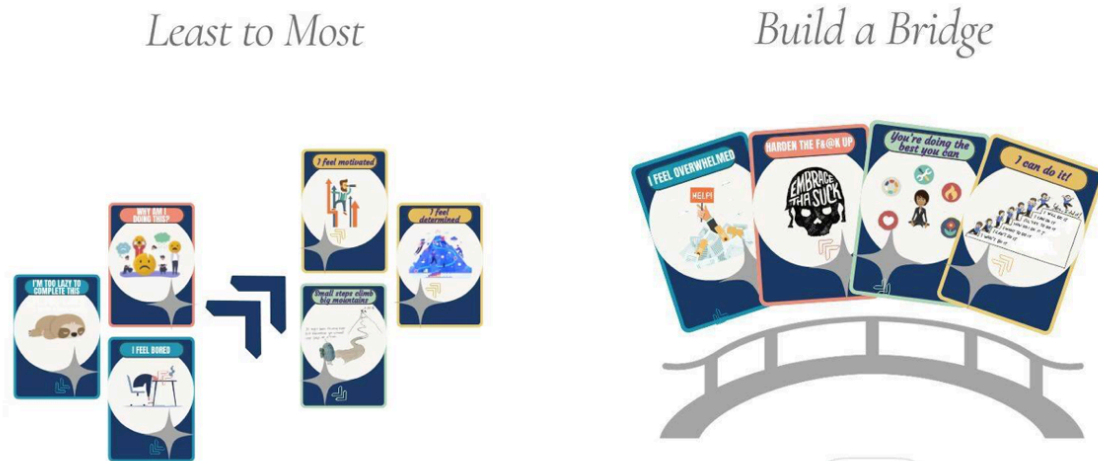 Least to Most
Build a Bridge
I'M TOO LAZY TO
COMPLETE THIS
WHY AM I
DOING THIS?
I FEEL BORED
I feel motivated
I feel
determined
Small steps climb
big mountains
I FEEL OVERWHELMED
HELP!
HARDEN THE F&@K UP
EMBRACE
THA SUCK
You're doing the
best you can
I can do it!